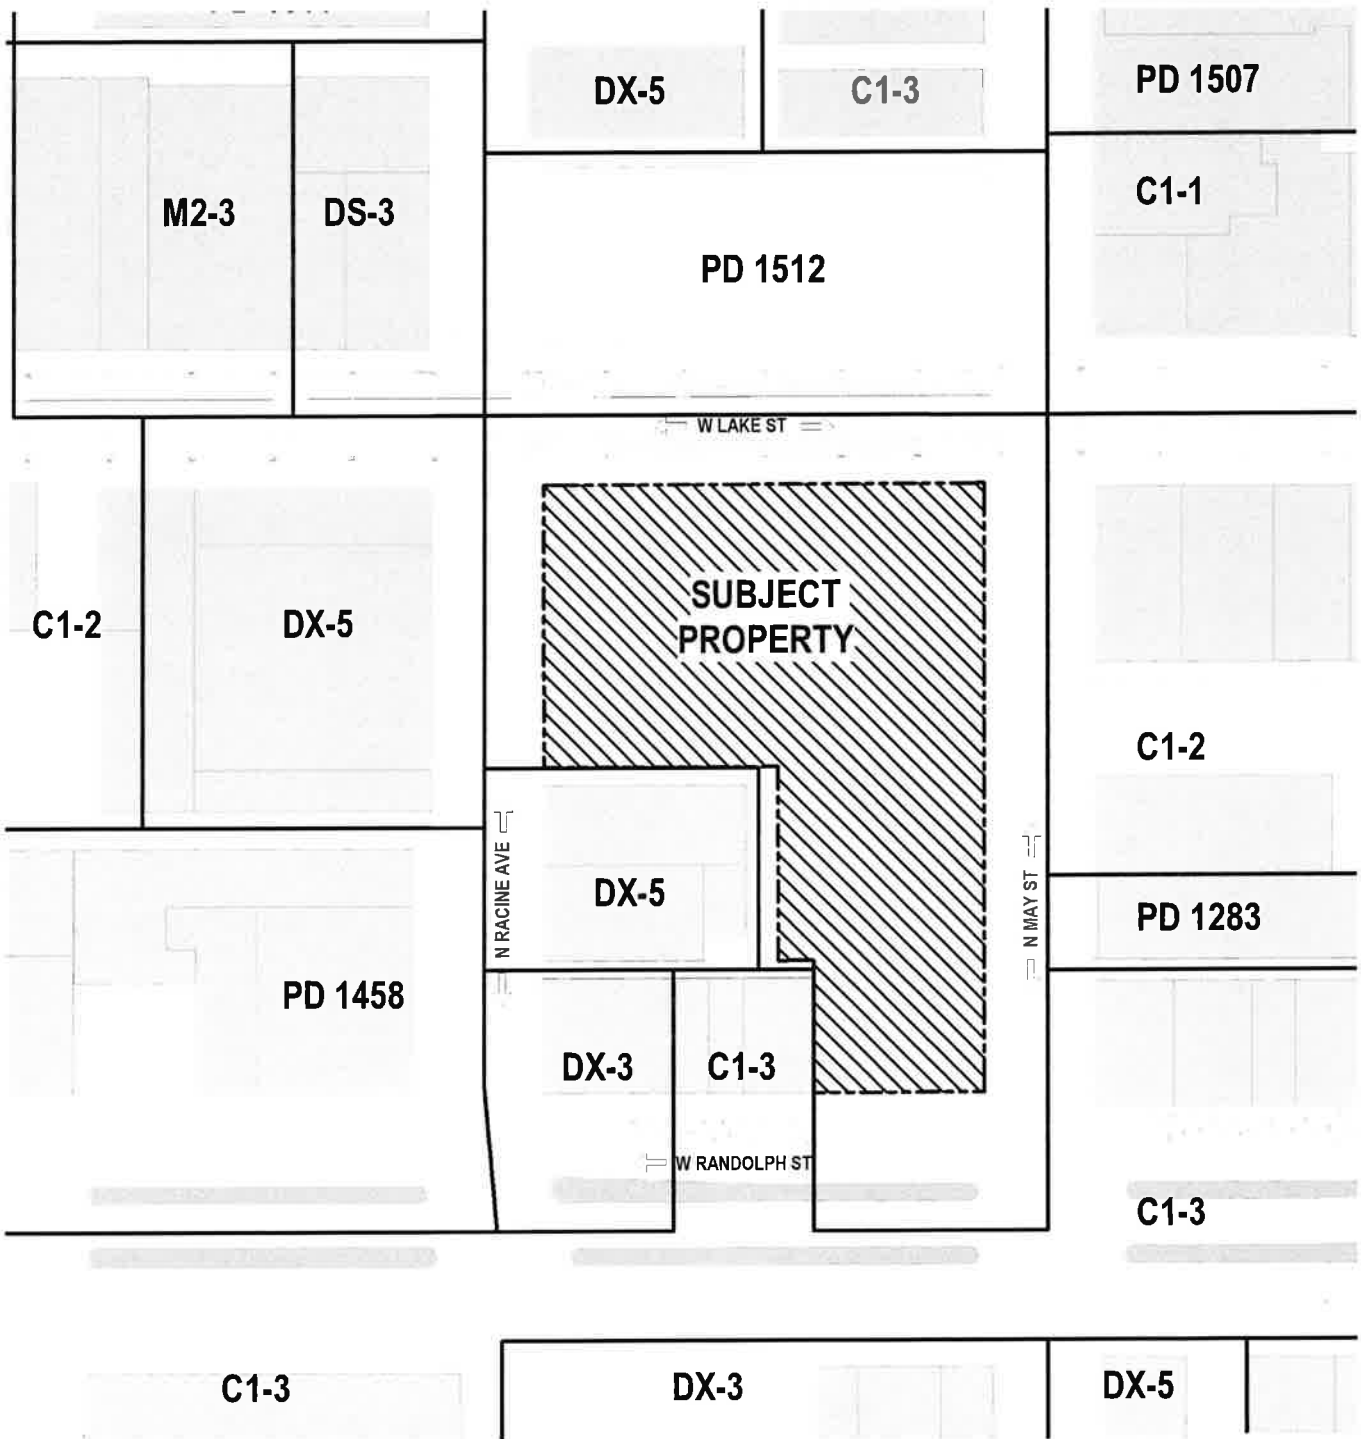 DX-5
C1-3
PD 1507
M2-3
DS-3
C1-1
PD 1512
W LAKE ST
C1-2
DX-5
SUBJECT
PROPERTY
C1-2
N RACINE AVE
DX-5
N MAY ST
PD 1283
PD 1458
DX-3
C1-3
W RANDOLPH ST
C1-3
C1-3
DX-3
DX-5